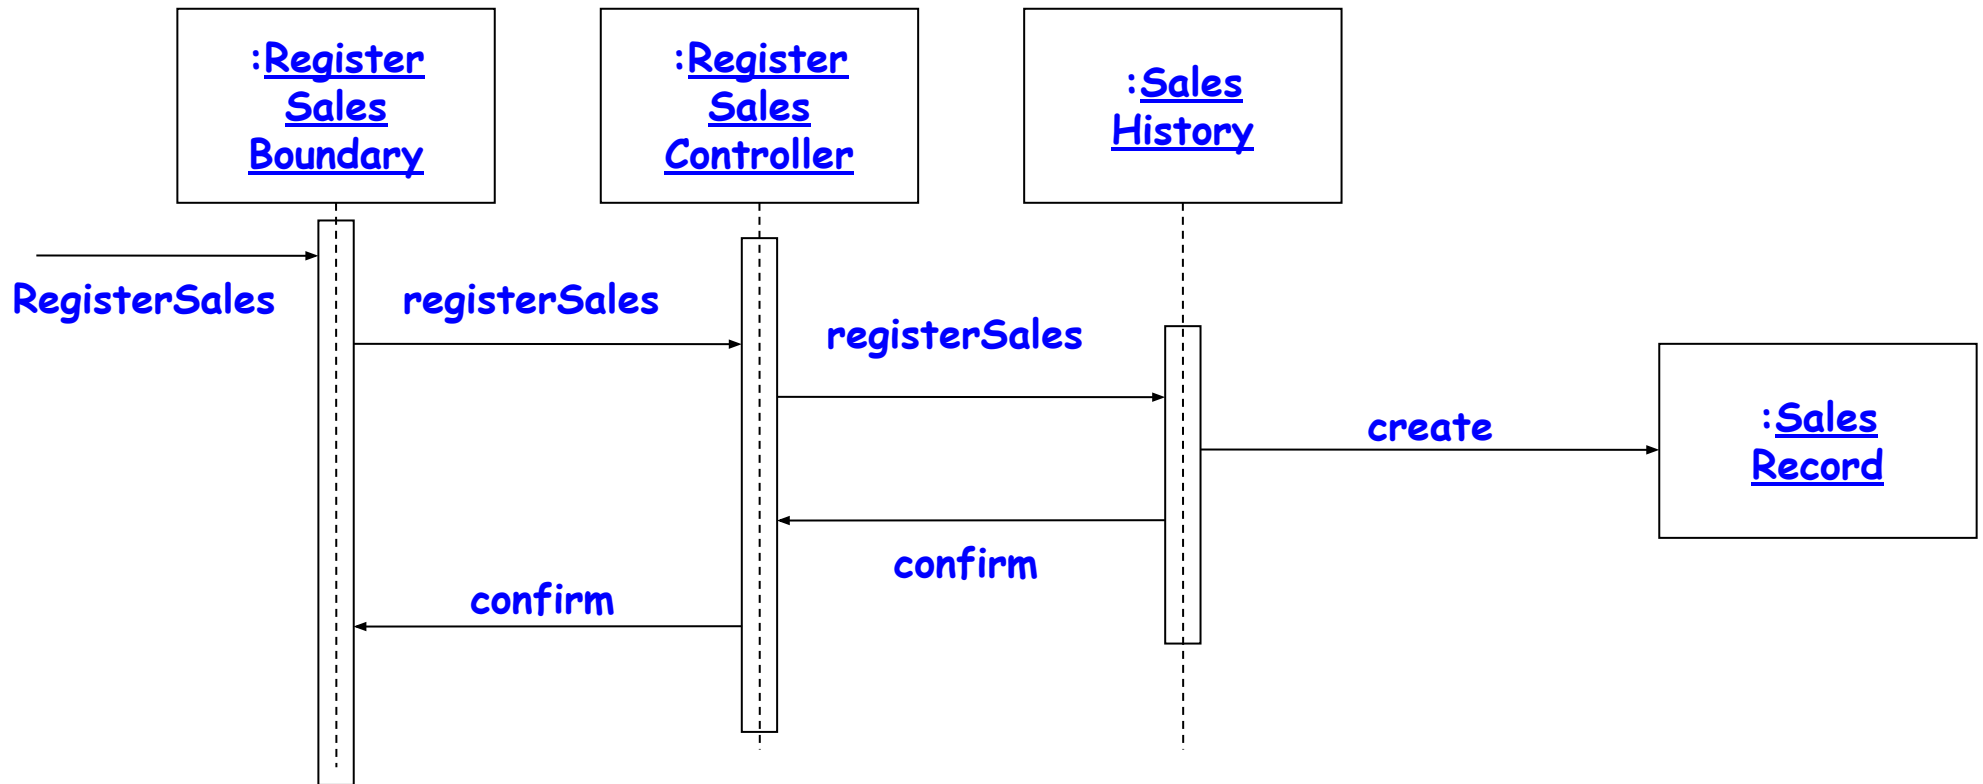 :Register
Sales
Boundary
:Register
Sales
Controller
:Sales
History
RegisterSales
registerSales
registerSales
create
:Sales
Record
confirm
confirm